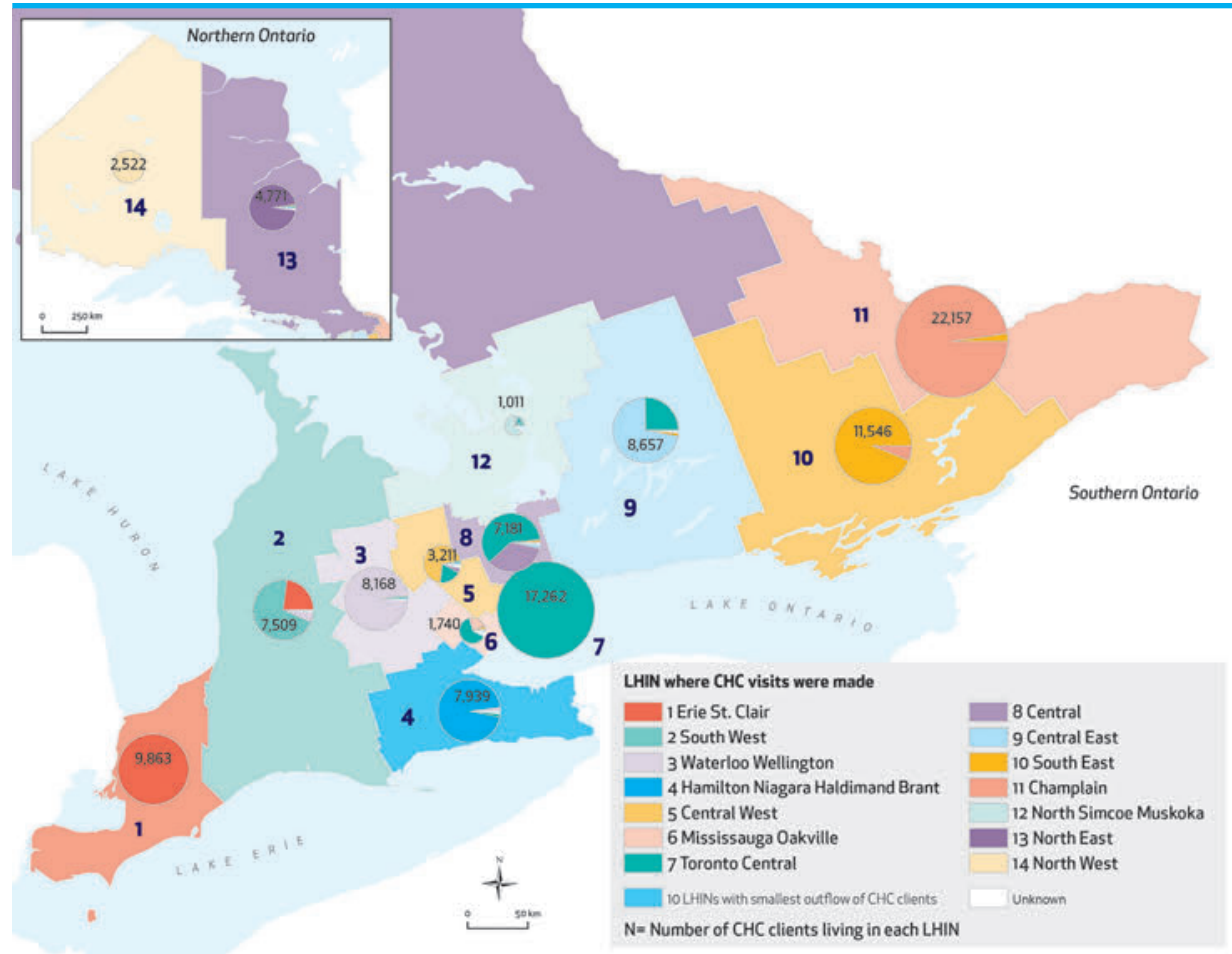 Northern Ontario
2,522
14
4,771
13
0 250 km
11
22,157
1,011
12
8,657
9
11,546
10
Southern Ontario
LAKE HURON
2
3
8
7,181
3,211
8,168
5
7,509
1,740
6
17,262
7
LAKE ONTARIO
4
7,939
9,863
1
LAKE ERIE
N
0 50 km
LHIN where CHC visits were made
1 Erie St. Clair
2 South West
3 Waterloo Wellington
4 Hamilton Niagara Haldimand Brant
5 Central West
6 Mississauga Oakville
7 Toronto Central
10 LHINs with smallest outflow of CHC clients
8 Central
9 Central East
10 South East
11 Champlain
12 North Simcoe Muskoka
13 North East
14 North West
Unknown
N= Number of CHC clients living in each LHIN